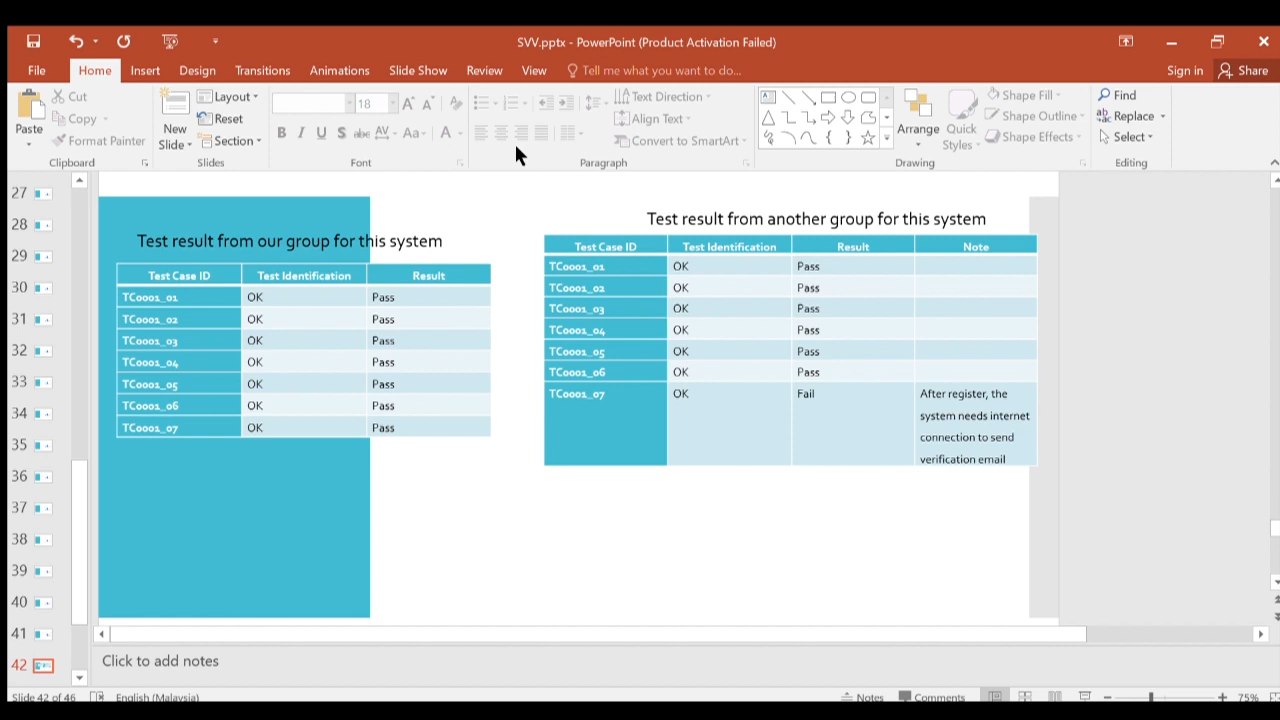 SVV.pptx - PowerPoint (Product Activation Failed)
File Home Insert Design Transitions Animations Slide Show Review View Tell me what you want to do... Sign in Share
Paste
Cut
Copy
Format Painter
Clipboard
New Slide
Layout
Reset
Section
Slides
18
B I U S abc AV Aa A
Font
Text Direction
Align Text
Convert to SmartArt
Paragraph
Arrange
Quick Styles
Shape Fill
Shape Outline
Shape Effects
Drawing
Find
Replace
Select
Editing
27
28
29
30
31
32
33
34
35
36
37
38
39
40
41
42
Test result from our group for this system
Test Case ID Test Identification Result
TC0001_01 OK Pass
TC0001_02 OK Pass
TC0001_03 OK Pass
TC0001_04 OK Pass
TC0001_05 OK Pass
TC0001_06 OK Pass
TC0001_07 OK Pass
Test result from another group for this system
Test Case ID Test Identification Result Note
TC0001_01 OK Pass
TC0001_02 OK Pass
TC0001_03 OK Pass
TC0001_04 OK Pass
TC0001_05 OK Pass
TC0001_06 OK Pass
TC0001_07 OK Fail After register, the
system needs internet
connection to send
verification email
Click to add notes
Slide 42 of 46 English (Malaysia) Notes Comments 75%